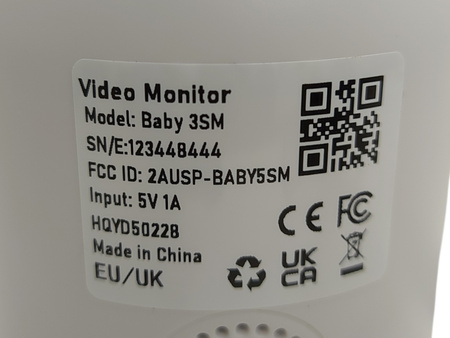 Video Monitor
Model: Baby 3SM
SN/E:123448444
FCC ID: 2AUSP-BABY5SM
Input: 5V 1A
HQYD50228
Made in China
EU/UK
CE FC
UK
CA